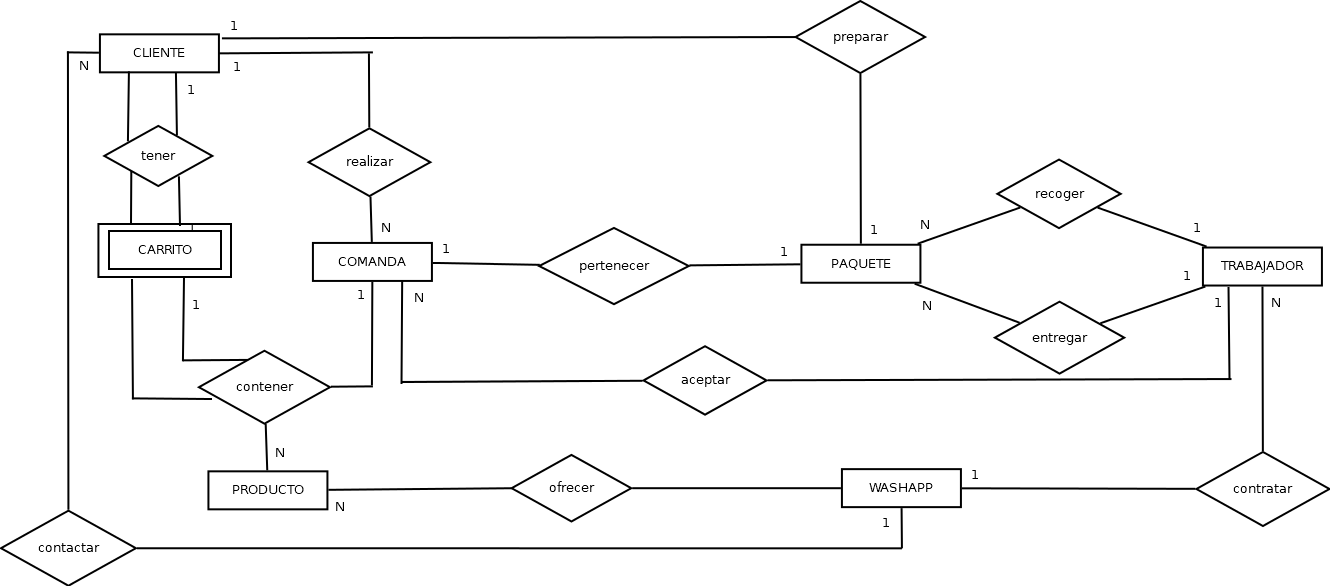 1
preparar
CLIENTE
N
1
1
tener
realizar
recoger
N
N
1
1
1
CARRITO
1
1
COMANDA
pertenecer
PAQUETE
TRABAJADOR
1
1
N
N
1
N
1
entregar
contener
aceptar
N
1
PRODUCTO
ofrecer
WASHAPP
contratar
N
1
contactar